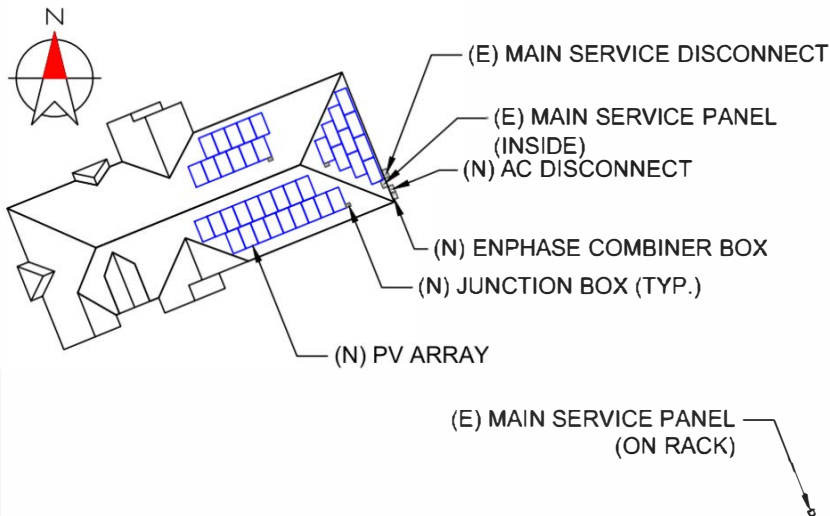 N
(E) MAIN SERVICE DISCONNECT
(E) MAIN SERVICE PANEL
(INSIDE)
(N) AC DISCONNECT
(N) ENPHASE COMBINER BOX
(N) JUNCTION BOX (TYP.)
(N) PV ARRAY
(E) MAIN SERVICE PANEL
(ON RACK)